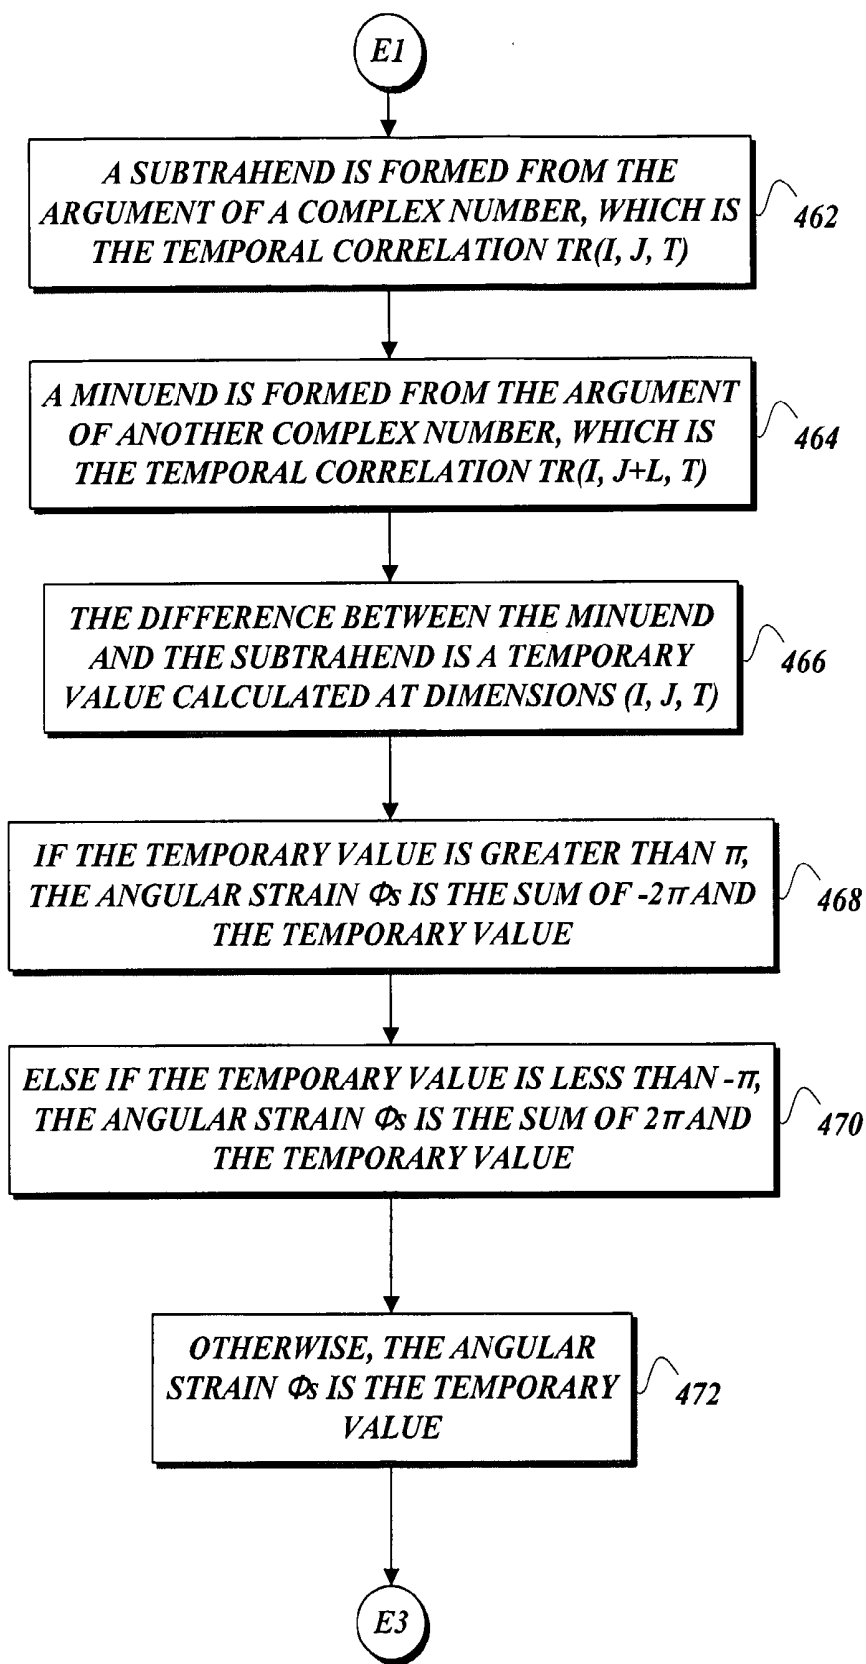 E1
A SUBTRAHEND IS FORMED FROM THE
ARGUMENT OF A COMPLEX NUMBER, WHICH IS
THE TEMPORAL CORRELATION TR(I, J, T)
462
A MINUEND IS FORMED FROM THE ARGUMENT
OF ANOTHER COMPLEX NUMBER, WHICH IS
THE TEMPORAL CORRELATION TR(I, J+L, T)
464
THE DIFFERENCE BETWEEN THE MINUEND
AND THE SUBTRAHEND IS A TEMPORARY
VALUE CALCULATED AT DIMENSIONS (I, J, T)
466
IF THE TEMPORARY VALUE IS GREATER THAN π,
THE ANGULAR STRAIN Φs IS THE SUM OF -2π AND
THE TEMPORARY VALUE
468
ELSE IF THE TEMPORARY VALUE IS LESS THAN -π,
THE ANGULAR STRAIN Φs IS THE SUM OF 2π AND
THE TEMPORARY VALUE
470
OTHERWISE, THE ANGULAR
STRAIN Φs IS THE TEMPORARY
VALUE
472
E3